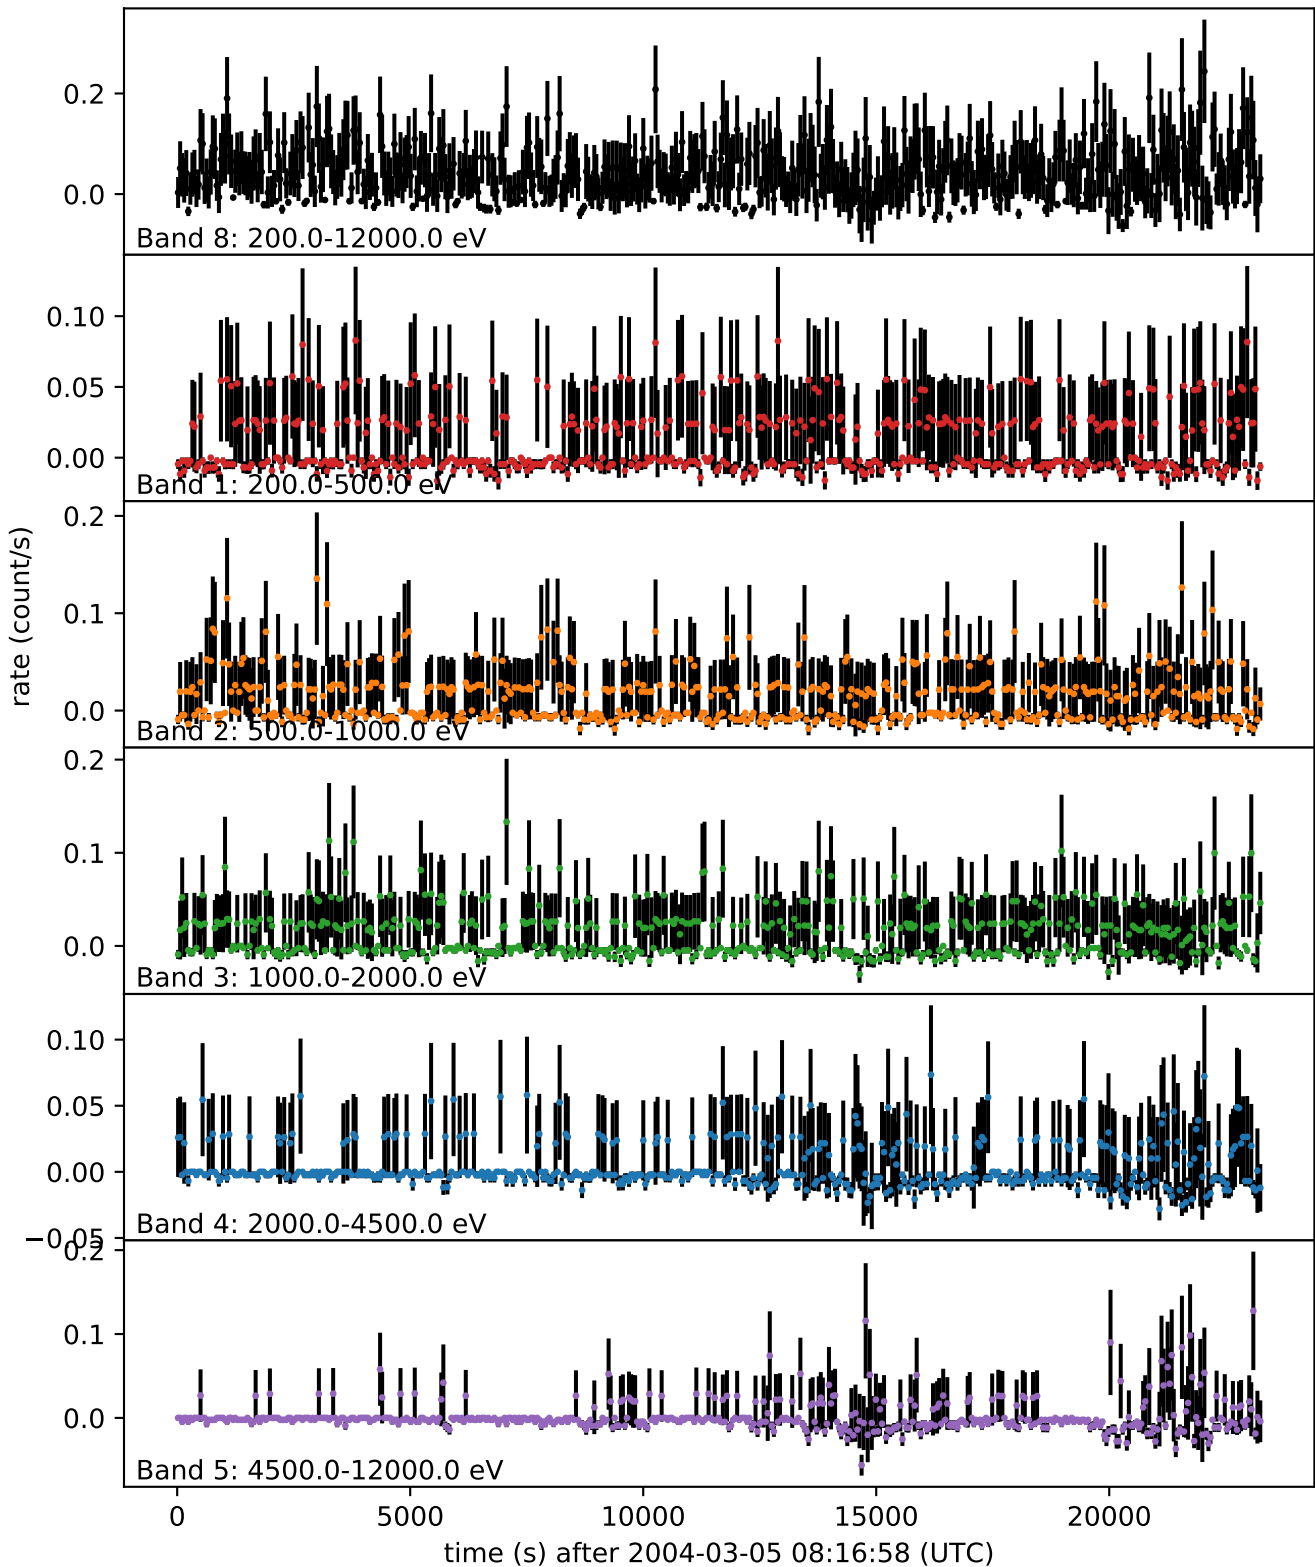 0.2
0.0
Band 8: 200.0-12000.0 eV
0.10
0.05
0.00
Band 1: 200.0-500.0 eV
0.2
0.1
0.0
Band 2: 500.0-1000.0 eV
rate (count/s)
0.2
0.1
0.0
Band 3: 1000.0-2000.0 eV
0.10
0.05
0.00
−0.05
Band 4: 2000.0-4500.0 eV
0.2
0.1
0.0
Band 5: 4500.0-12000.0 eV
0 5000 10000 15000 20000
time (s) after 2004-03-05 08:16:58 (UTC)